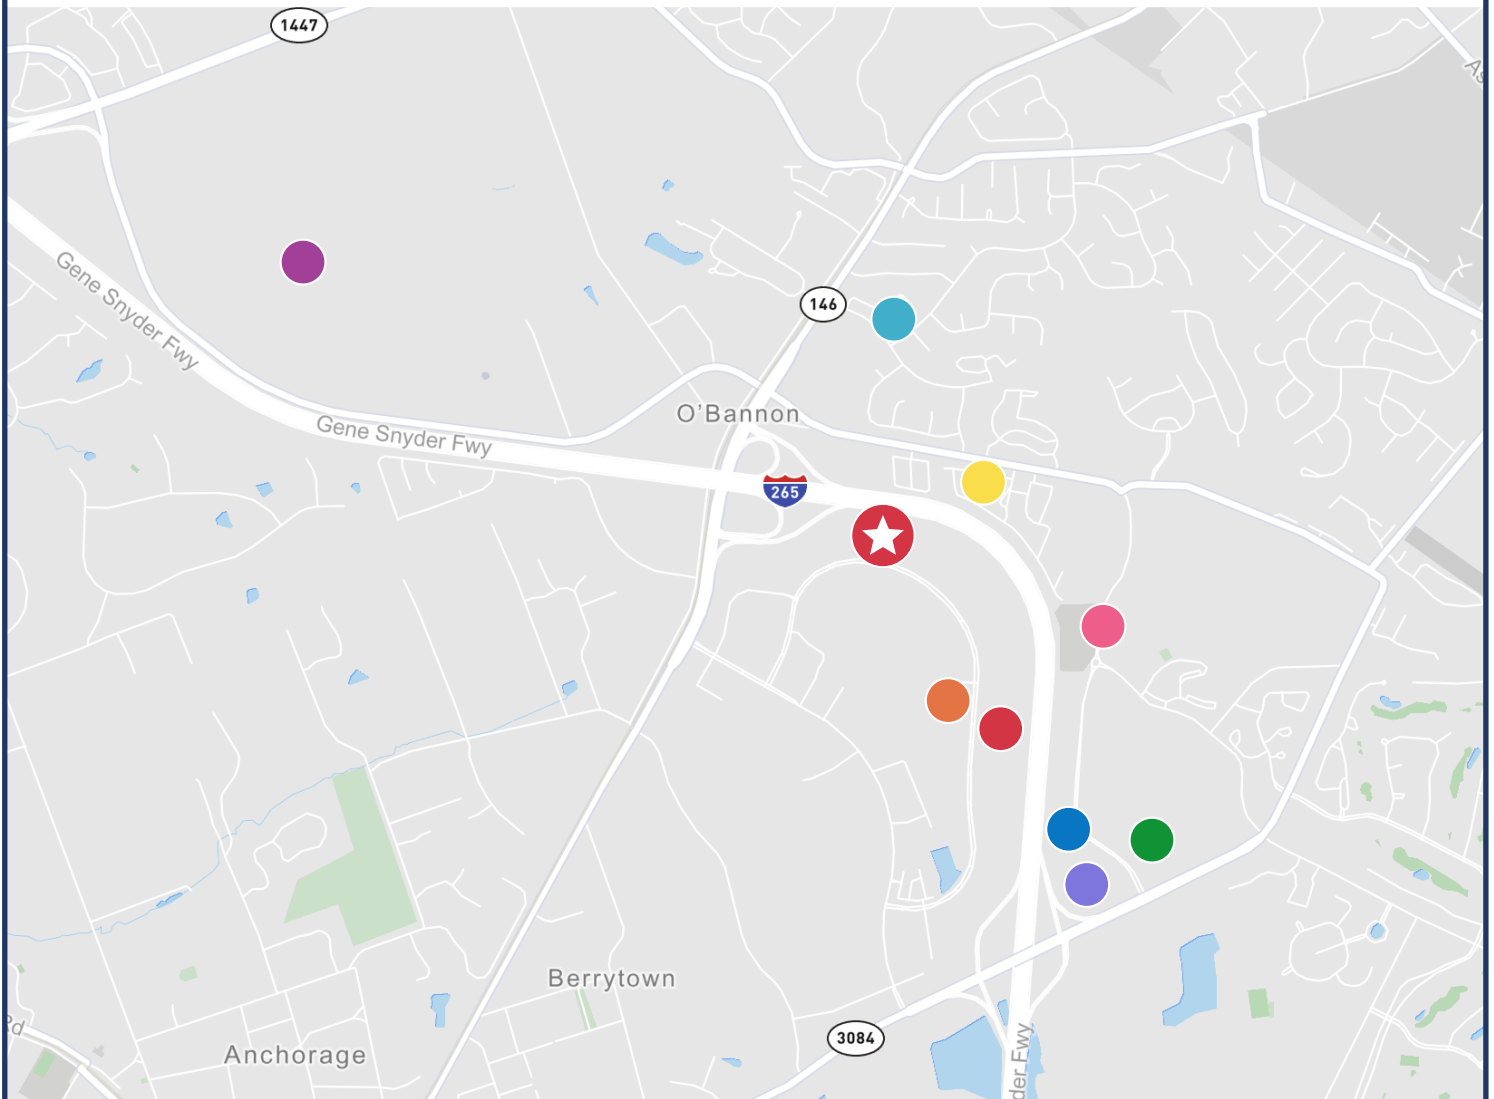 1447
Gene Snyder Fwy
146
O'Bannon
Gene Snyder Fwy
265
Berrytown
3084
Anchorage
der Fwy